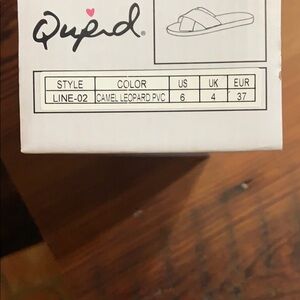 Qupid®
STYLE COLOR US UK EUR
LINE-02 CAMEL LEOPARD PVC 6 4 37